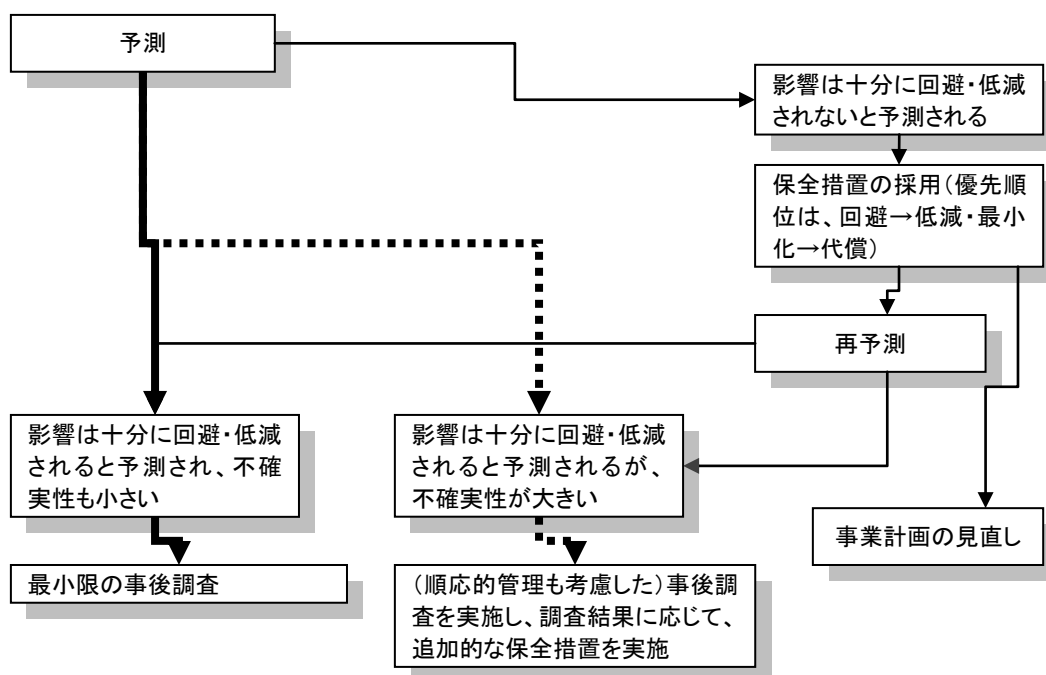 予測
影響は十分に回避・低減
されないと予測される
保全措置の採用(優先順
位は、回避→低減・最小
化→代償)
再予測
影響は十分に回避・低減
されると予測され、不確
実性も小さい
影響は十分に回避・低減
されると予測されるが、
不確実性が大きい
事業計画の見直し
最小限の事後調査
(順応的管理も考慮した)事後調
査を実施し、調査結果に応じて、
追加的な保全措置を実施